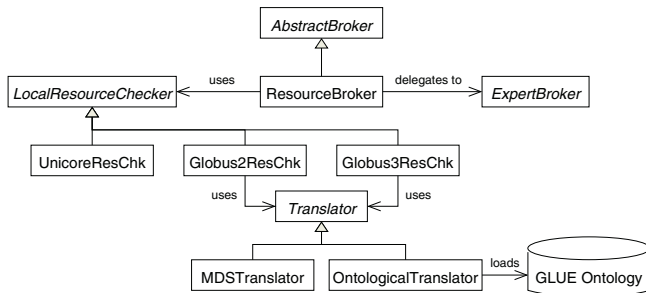 AbstractBroker
uses
delegates to
LocalResourceChecker
ResourceBroker
ExpertBroker
UnicoreResChk
Globus2ResChk
Globus3ResChk
uses
uses
Translator
loads
MDSTranslator
OntologicalTranslator
GLUE Ontology